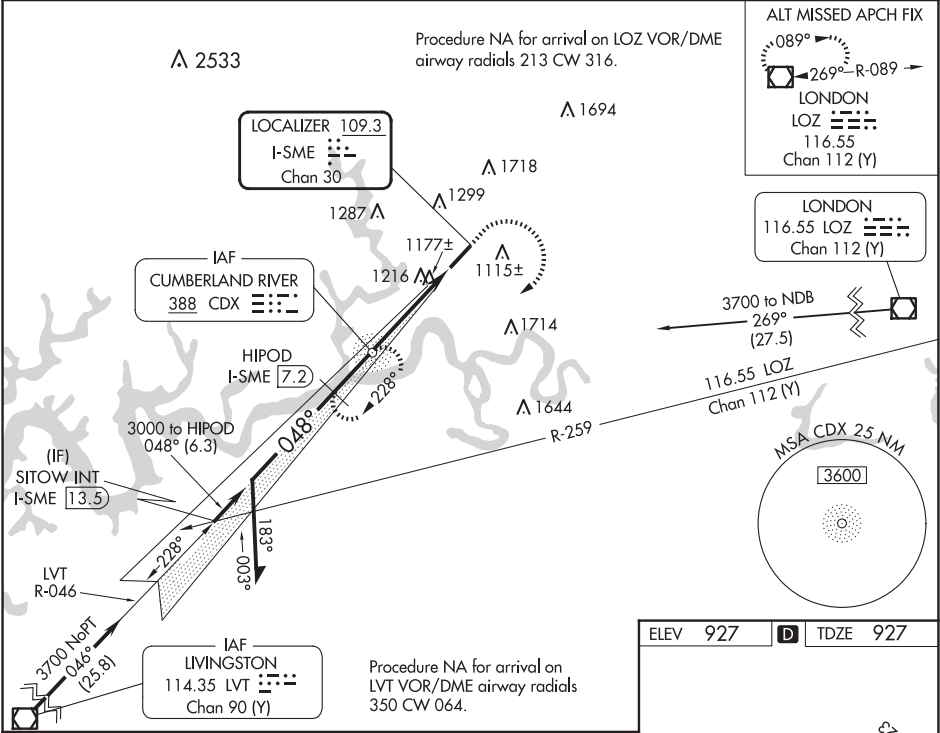 2533
Procedure NA for arrival on LOZ VOR/DME
airway radials 213 CW 316.
ALT MISSED APCH FIX
089°
269°
R-089
LONDON
LOZ
116.55
Chan 112 (Y)
1694
LOCALIZER 109.3
I-SME
Chan 30
1718
1299
1287
LONDON
116.55 LOZ
Chan 112 (Y)
1177±
1216
1115±
IAF
CUMBERLAND RIVER
388 CDX
3700 to NDB
269°
(27.5)
1714
HIPOD
I-SME 7.2
228°
116.55 LOZ
Chan 112 (Y)
1644
R-259
3000 to HIPOD
048° (6.3)
048°
(IF)
SITOW INT
I-SME 13.5
MSA CDX 25 NM
3600
228°
183°
003°
LVT
R-046
3700 NoPT
046°
(25.8)
IAF
LIVINGSTON
114.35 LVT
Chan 90 (Y)
Procedure NA for arrival on
LVT VOR/DME airway radials
350 CW 064.
ELEV 927
D
TDZE 927